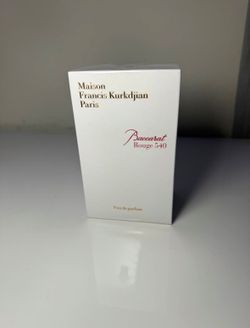 Maison
Francis Kurkdjian
Paris
Baccarat
Rouge 540
Eau de parfum